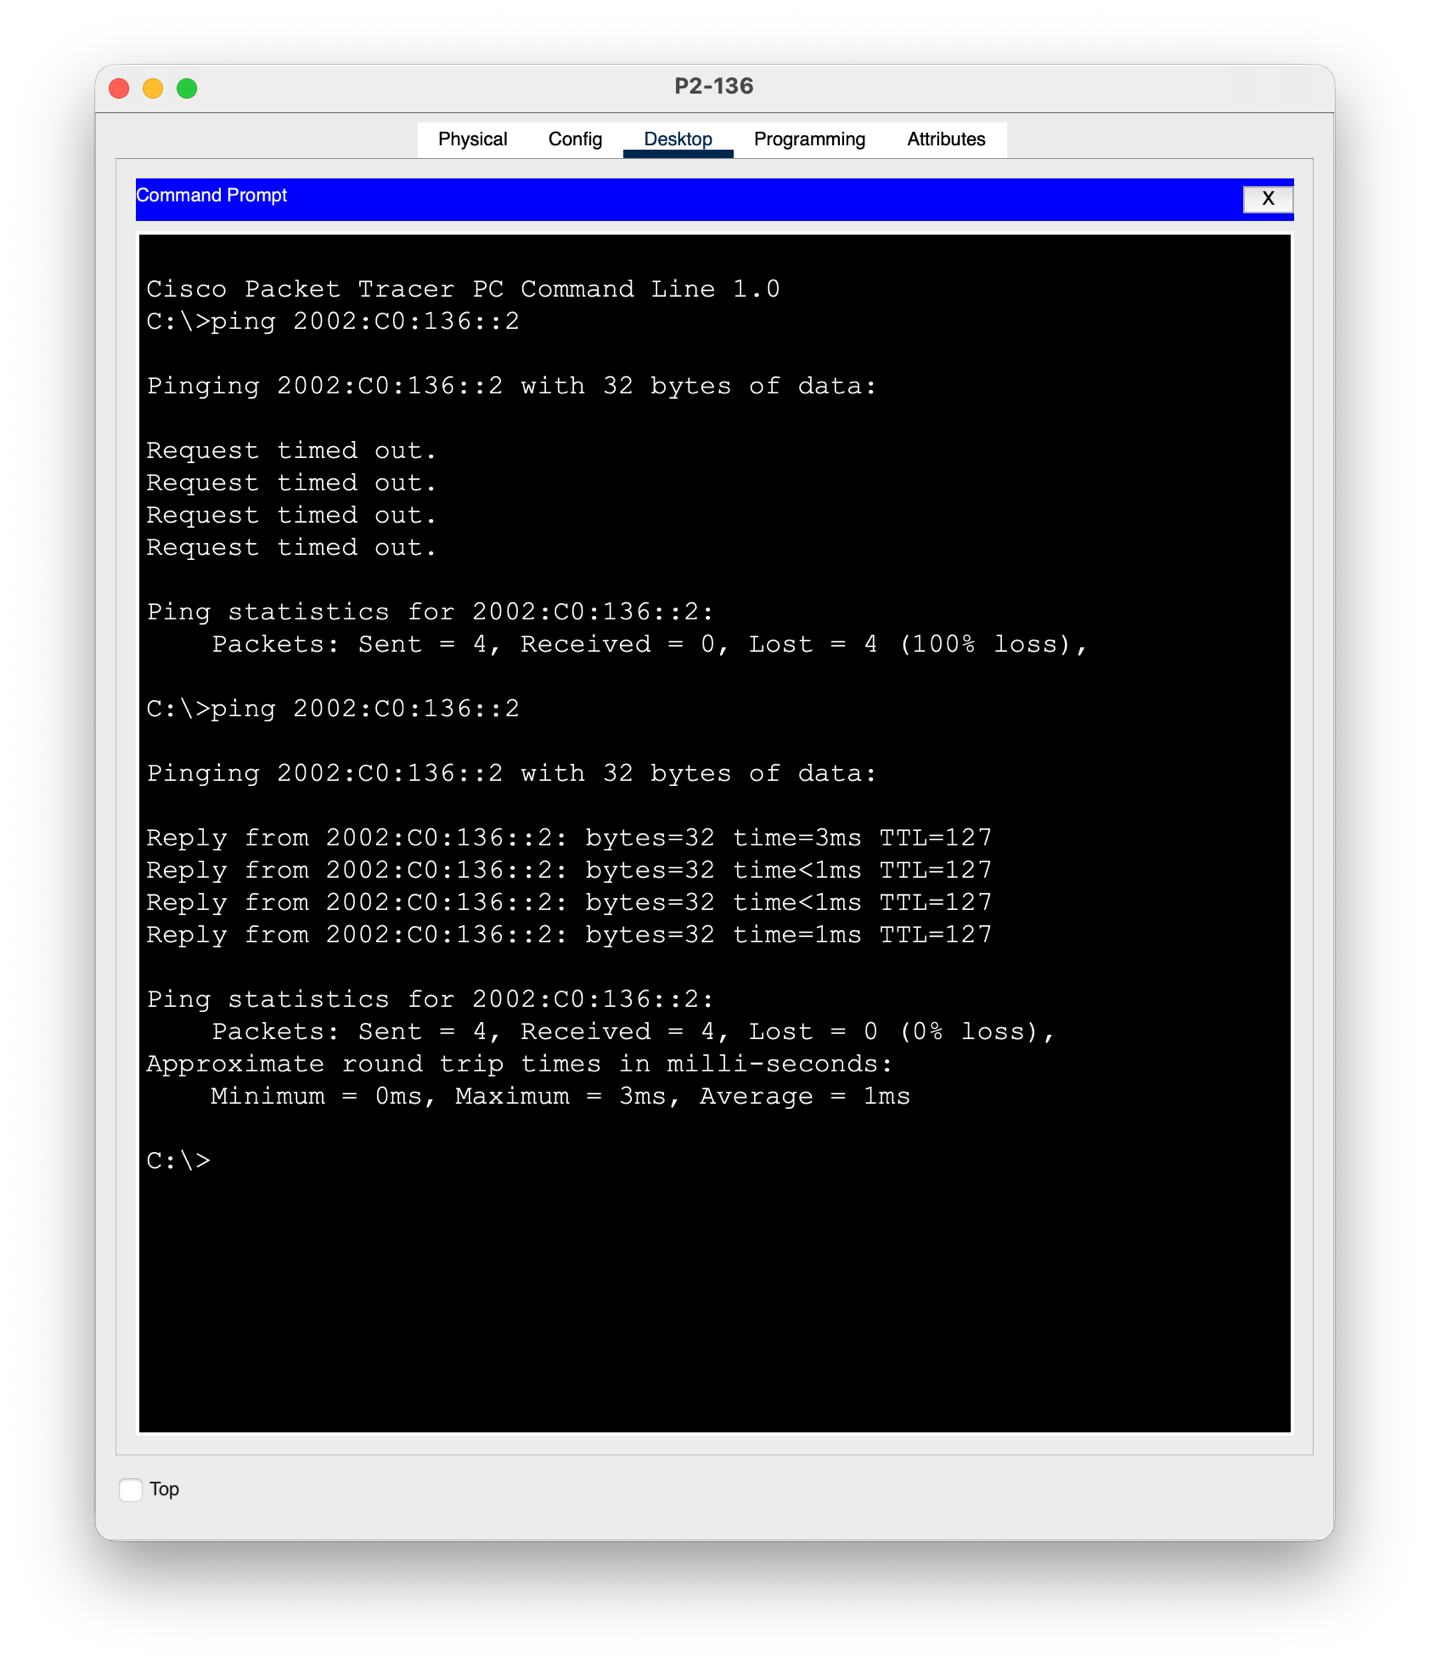 P2-136
Physical Config Desktop Programming Attributes
Command Prompt
X
Cisco Packet Tracer PC Command Line 1.0
C:\>ping 2002:C0:136::2
Pinging 2002:C0:136::2 with 32 bytes of data:
Request timed out.
Request timed out.
Request timed out.
Request timed out.
Ping statistics for 2002:C0:136::2:
    Packets: Sent = 4, Received = 0, Lost = 4 (100% loss),
C:\>ping 2002:C0:136::2
Pinging 2002:C0:136::2 with 32 bytes of data:
Reply from 2002:C0:136::2: bytes=32 time=3ms TTL=127
Reply from 2002:C0:136::2: bytes=32 time<1ms TTL=127
Reply from 2002:C0:136::2: bytes=32 time<1ms TTL=127
Reply from 2002:C0:136::2: bytes=32 time=1ms TTL=127
Ping statistics for 2002:C0:136::2:
    Packets: Sent = 4, Received = 4, Lost = 0 (0% loss),
Approximate round trip times in milli-seconds:
    Minimum = 0ms, Maximum = 3ms, Average = 1ms
C:\>
Top